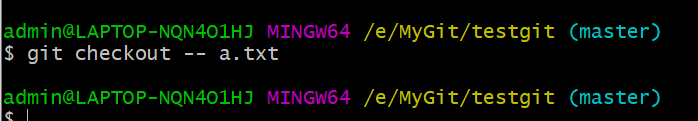 admin@LAPTOP-NQN4O1HJ MINGW64 /e/MyGit/testgit (master)
$ git checkout -- a.txt
admin@LAPTOP-NQN4O1HJ MINGW64 /e/MyGit/testgit (master)
$